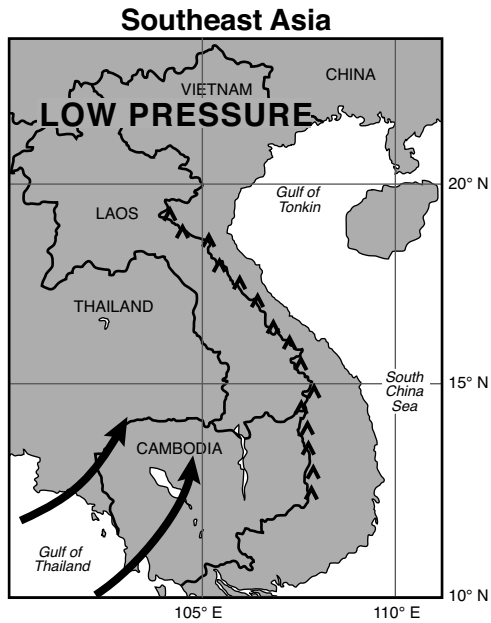 Southeast Asia
CHINA
VIETNAM
LOW PRESSURE
20° N
Gulf of
Tonkin
LAOS
THAILAND
South
China
Sea
15° N
CAMBODIA
Gulf of
Thailand
10° N
105° E
110° E